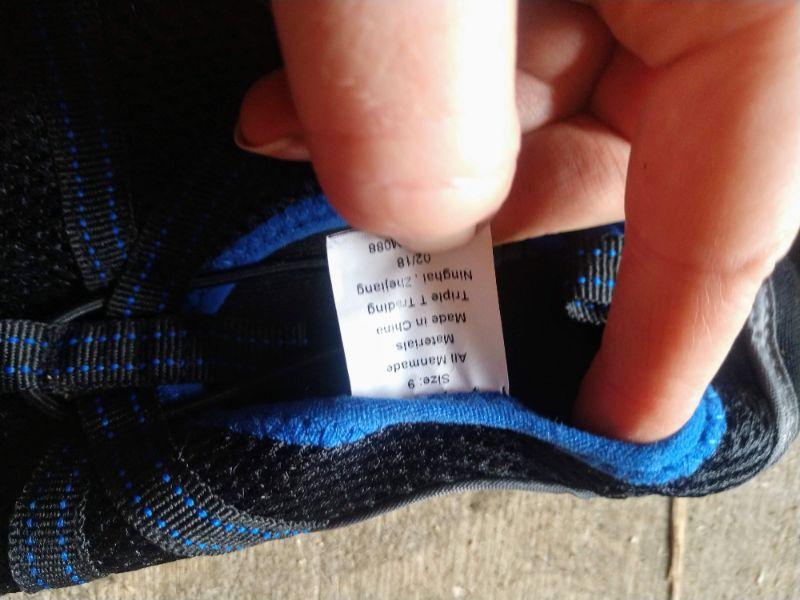 Size: 9
All Manmade
Materials
Made in China
Triple T Trading
Ninghai, Zhejiang
02/18